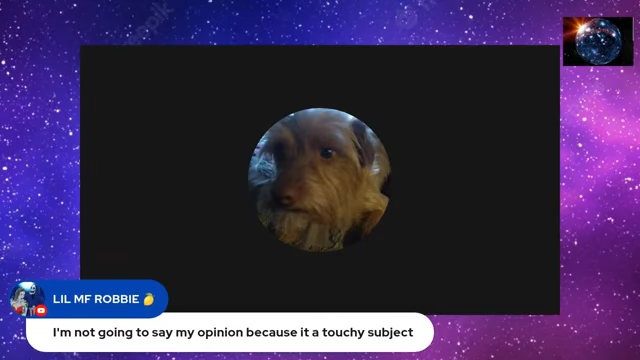 LIL MF ROBBIE 🍋
I'm not going to say my opinion because it a touchy subject